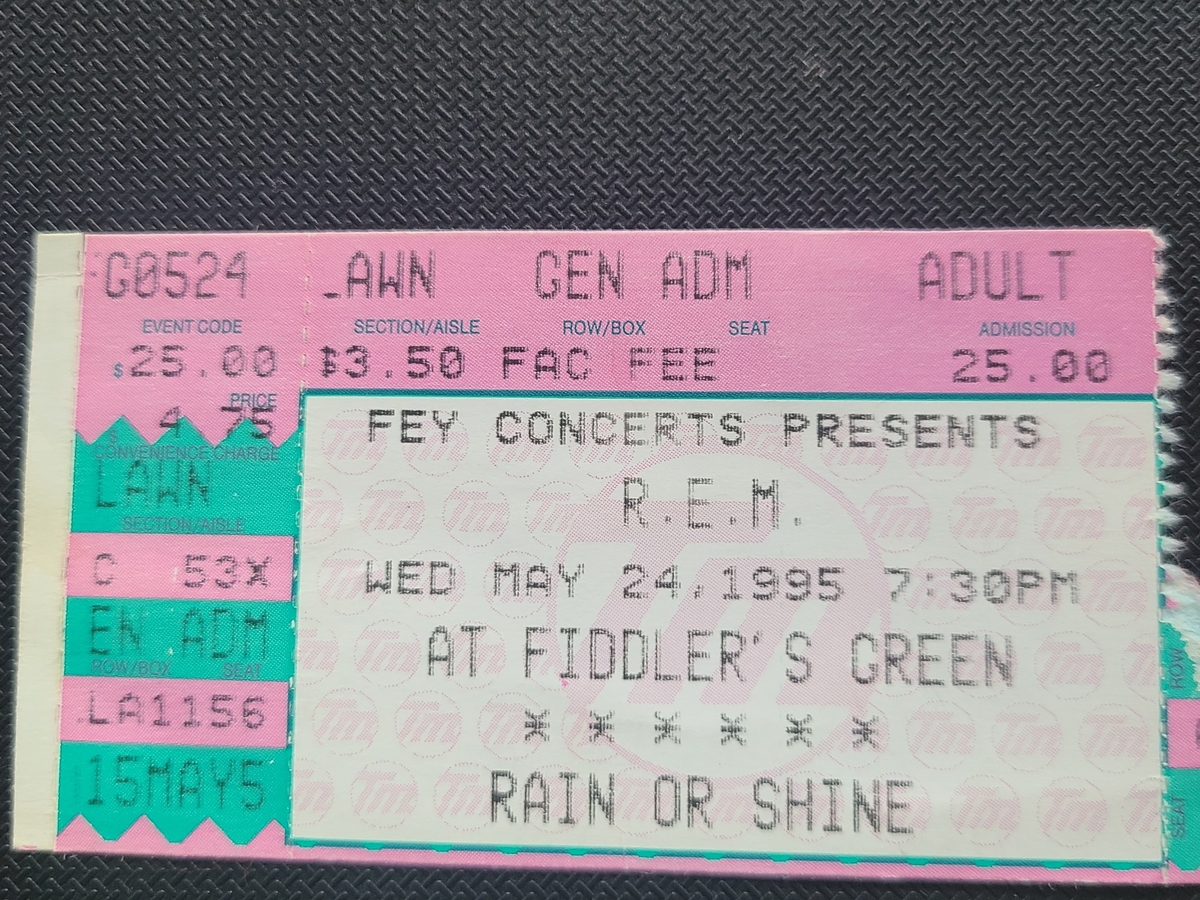 G0524 LAWN GEN ADM ADULT
EVENT CODE SECTION/AISLE ROW/BOX SEAT ADMISSION
$25.00 $3.50 FAC FEE 25.00
PRICE
4 75
$ CONVENIENCE CHARGE
LAWN
SECTION/AISLE
C 53X
EN ADM
ROW/BOX SEAT
LA1156
15MAY5
FEY CONCERTS PRESENTS
R.E.M.
WED MAY 24,1995 7:30PM
AT FIDDLER'S GREEN
* * * * * *
RAIN OR SHINE
ROW
SEAT